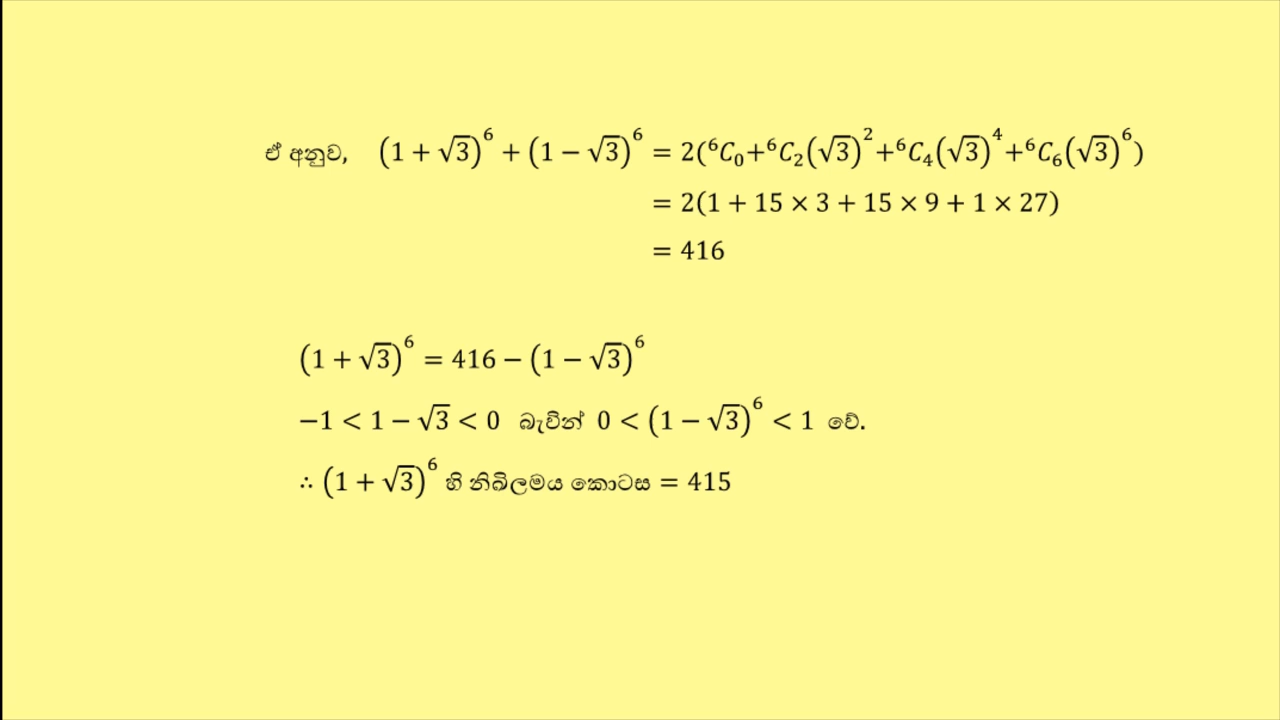 ඒ අනුව, (1 + √3)⁶ + (1 − √3)⁶ = 2(⁶C₀+⁶C₂(√3)²+⁶C₄(√3)⁴+⁶C₆(√3)⁶)
= 2(1 + 15 × 3 + 15 × 9 + 1 × 27)
= 416
(1 + √3)⁶ = 416 − (1 − √3)⁶
−1 < 1 − √3 < 0 බැවින් 0 < (1 − √3)⁶ < 1 වේ.
∴ (1 + √3)⁶ හි නිඛිලමය කොටස = 415